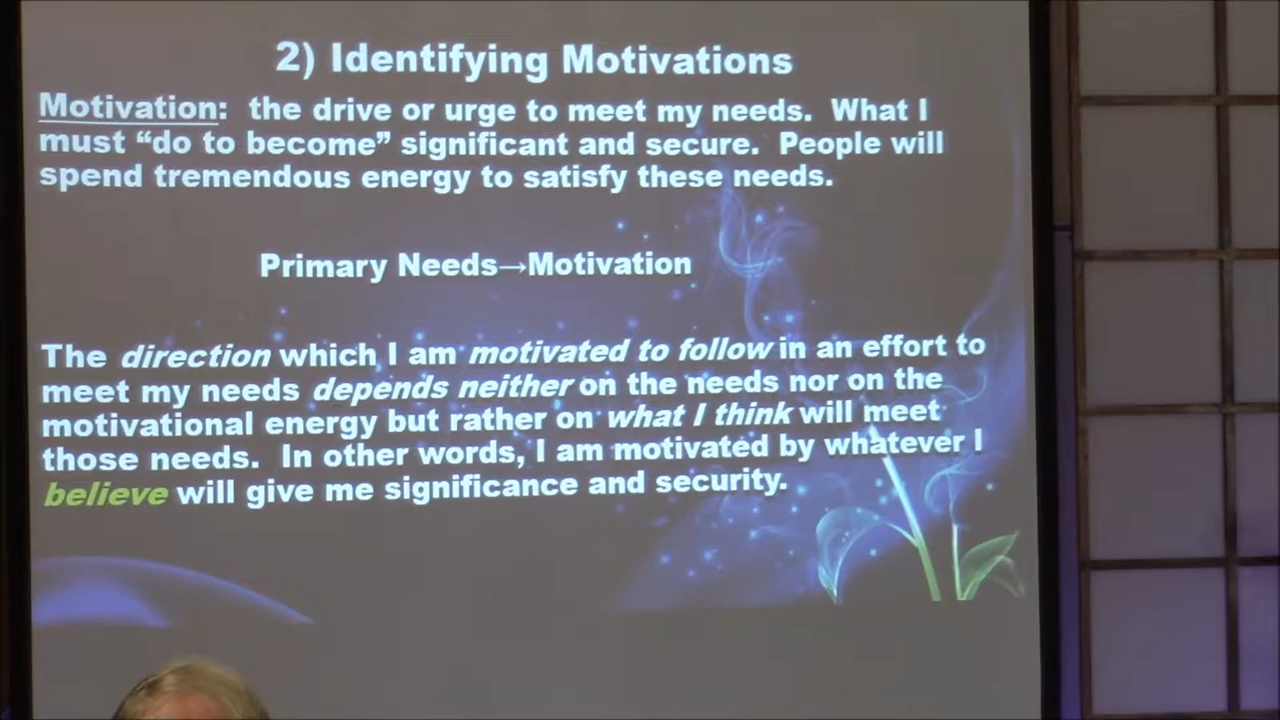 2) Identifying Motivations
Motivation: the drive or urge to meet my needs. What I
must “do to become” significant and secure. People will
spend tremendous energy to satisfy these needs.
Primary Needs→Motivation
The direction which I am motivated to follow in an effort to
meet my needs depends neither on the needs nor on the
motivational energy but rather on what I think will meet
those needs. In other words, I am motivated by whatever I
believe will give me significance and security.